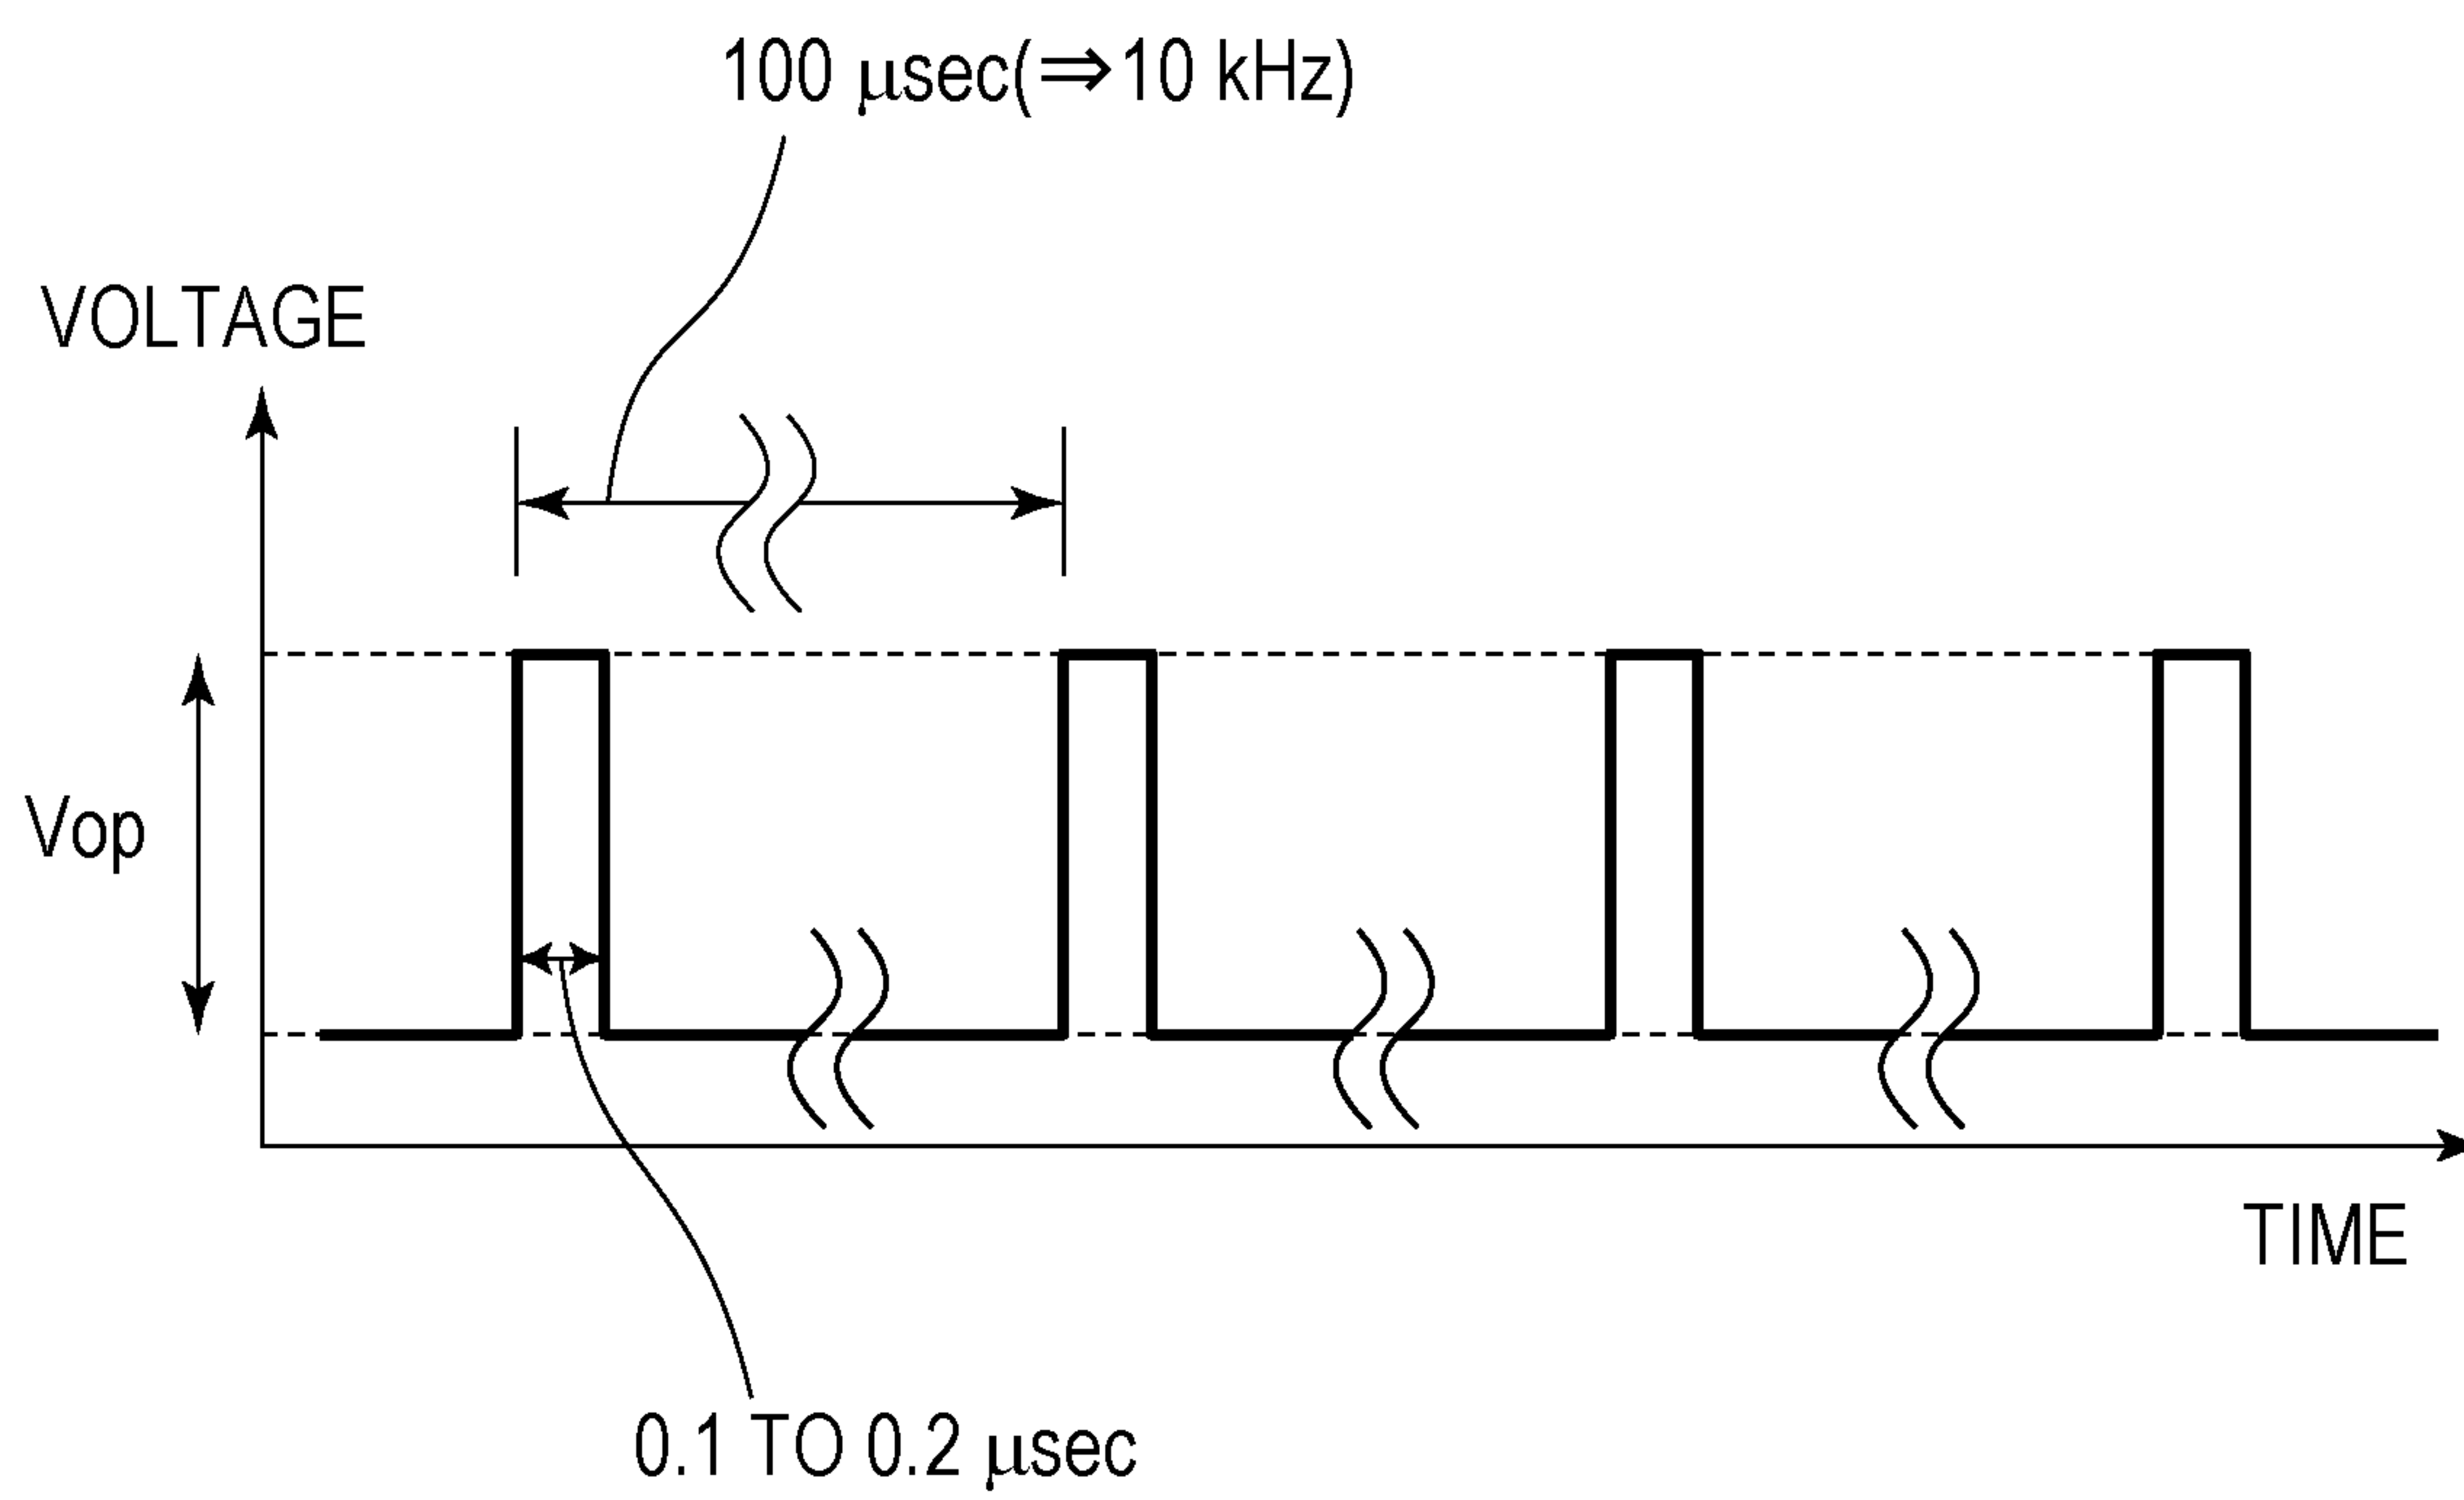 100 μsec(⇒10 kHz)
VOLTAGE
Vop
TIME
0.1 TO 0.2 μsec